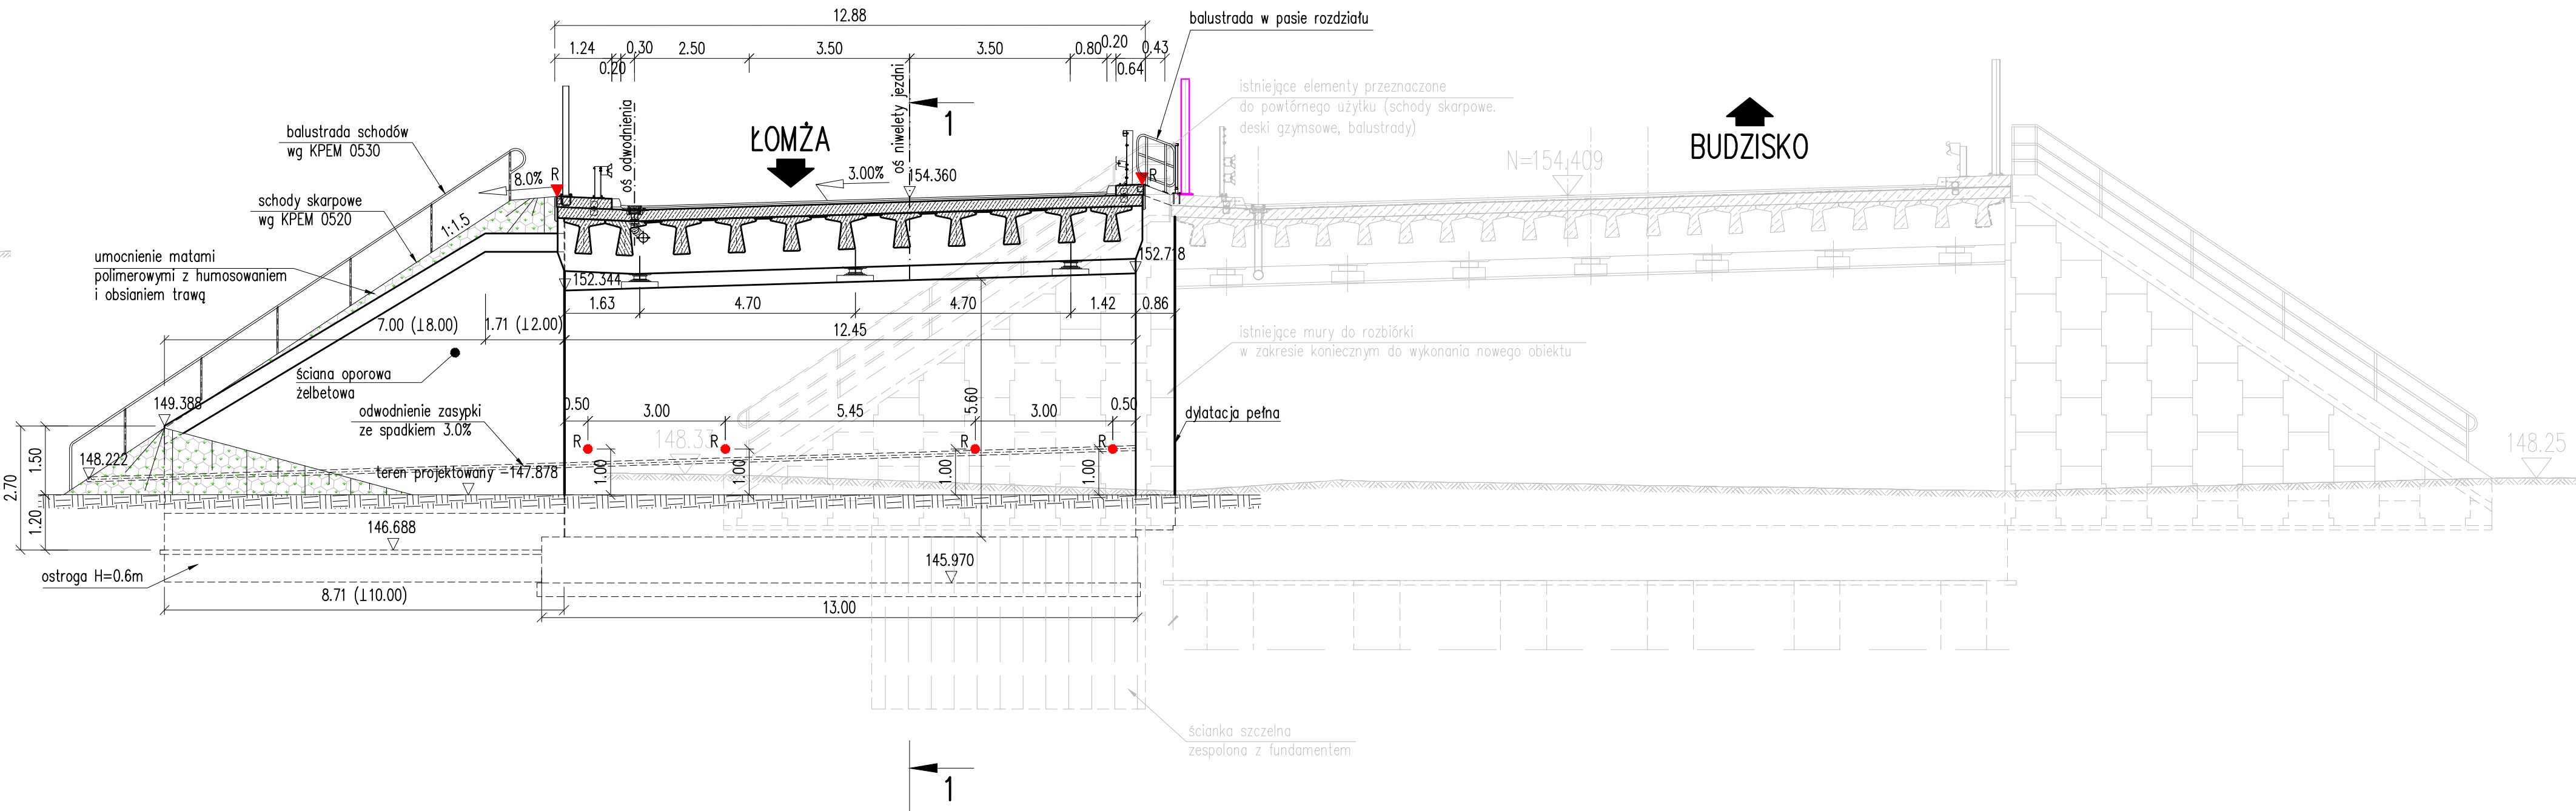 12.88
balustrada w pasie rozdziału
1.24
0.20
0.30
2.50
3.50
3.50
0.80
0.20
0.64
0.43
istniejące elementy przeznaczone
do powtórnego użytku (schody skarpowe.
deski gzymsowe, balustrady)
oś odwodnienia
oś niwelety jezdni
1
ŁOMŻA
BUDZISKO
balustrada schodów
wg KPEM 0530
schody skarpowe
wg KPEM 0520
umocnienie matami
polimerowymi z humosowaniem
i obsianiem trawą
8.0%
R
3.00%
154.360
R
N=154.409
1:1.5
152.344
152.718
1.63
4.70
4.70
1.42
0.86
7.00 (⊥8.00)
1.71 (⊥2.00)
12.45
istniejące mury do rozbiórki
w zakresie koniecznym do wykonania nowego obiektu
ściana oporowa
żelbetowa
149.388
odwodnienie zasypki
ze spadkiem 3.0%
0.50
3.00
5.45
5.60
3.00
0.50
dylatacja pełna
148.33
R
R
R
R
148.25
148.222
teren projektowany -147.878
1.00
1.00
1.00
1.00
2.70
1.50
1.20
146.688
145.970
ostroga H=0.6m
8.71 (⊥10.00)
13.00
ścianka szczelna
zespolona z fundamentem
1